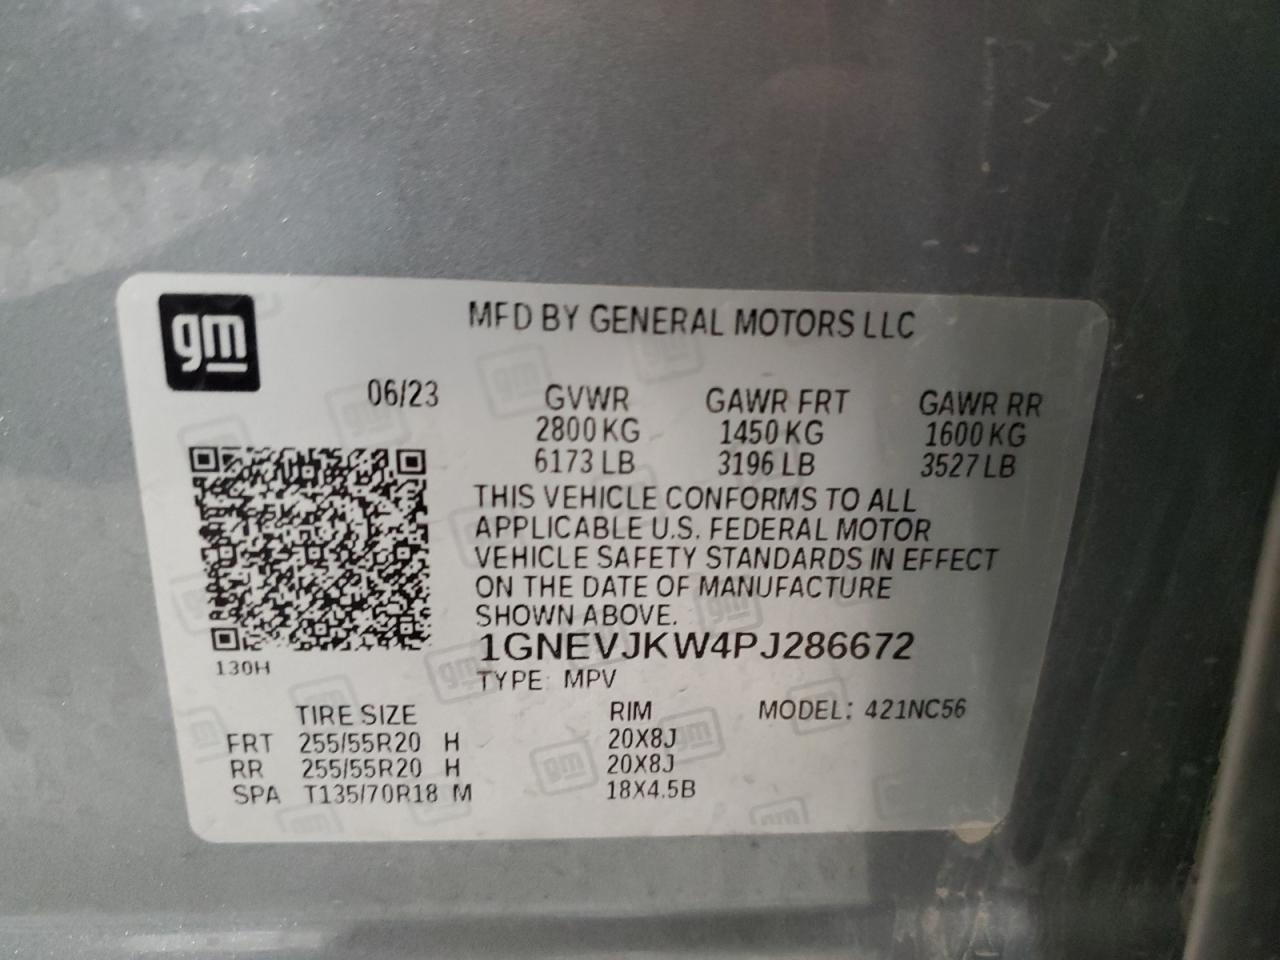 gm
MFD BY GENERAL MOTORS LLC
06/23 GVWR GAWR FRT GAWR RR
2800 KG 1450 KG 1600 KG
6173 LB 3196 LB 3527 LB
THIS VEHICLE CONFORMS TO ALL
APPLICABLE U.S. FEDERAL MOTOR
VEHICLE SAFETY STANDARDS IN EFFECT
ON THE DATE OF MANUFACTURE
SHOWN ABOVE.
1GNEVJKW4PJ286672
130H
TYPE: MPV
TIRE SIZE RIM MODEL: 421NC56
FRT 255/55R20 H 20X8J
RR 255/55R20 H 20X8J
SPA T135/70R18 M 18X4.5B